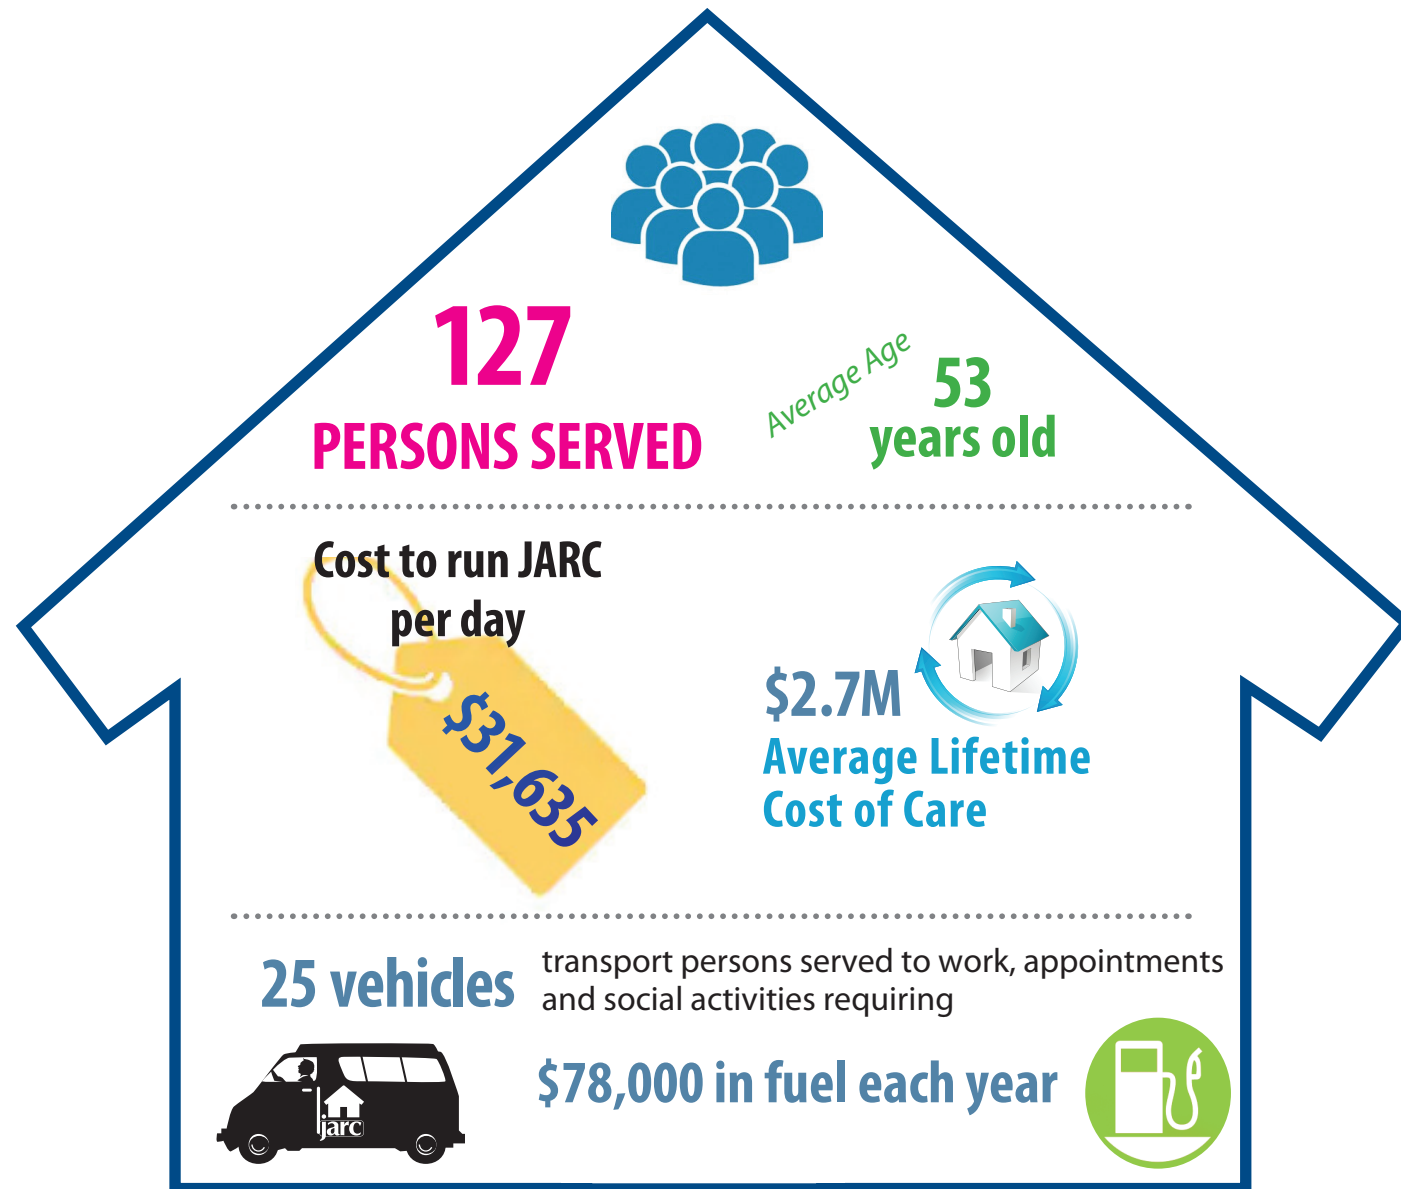 127
PERSONS SERVED
Average Age
53
years old
Cost to run JARC
per day
$31,635
$2.7M
Average Lifetime
Cost of Care
25 vehicles
transport persons served to work, appointments
and social activities requiring
jarc
$78,000 in fuel each year